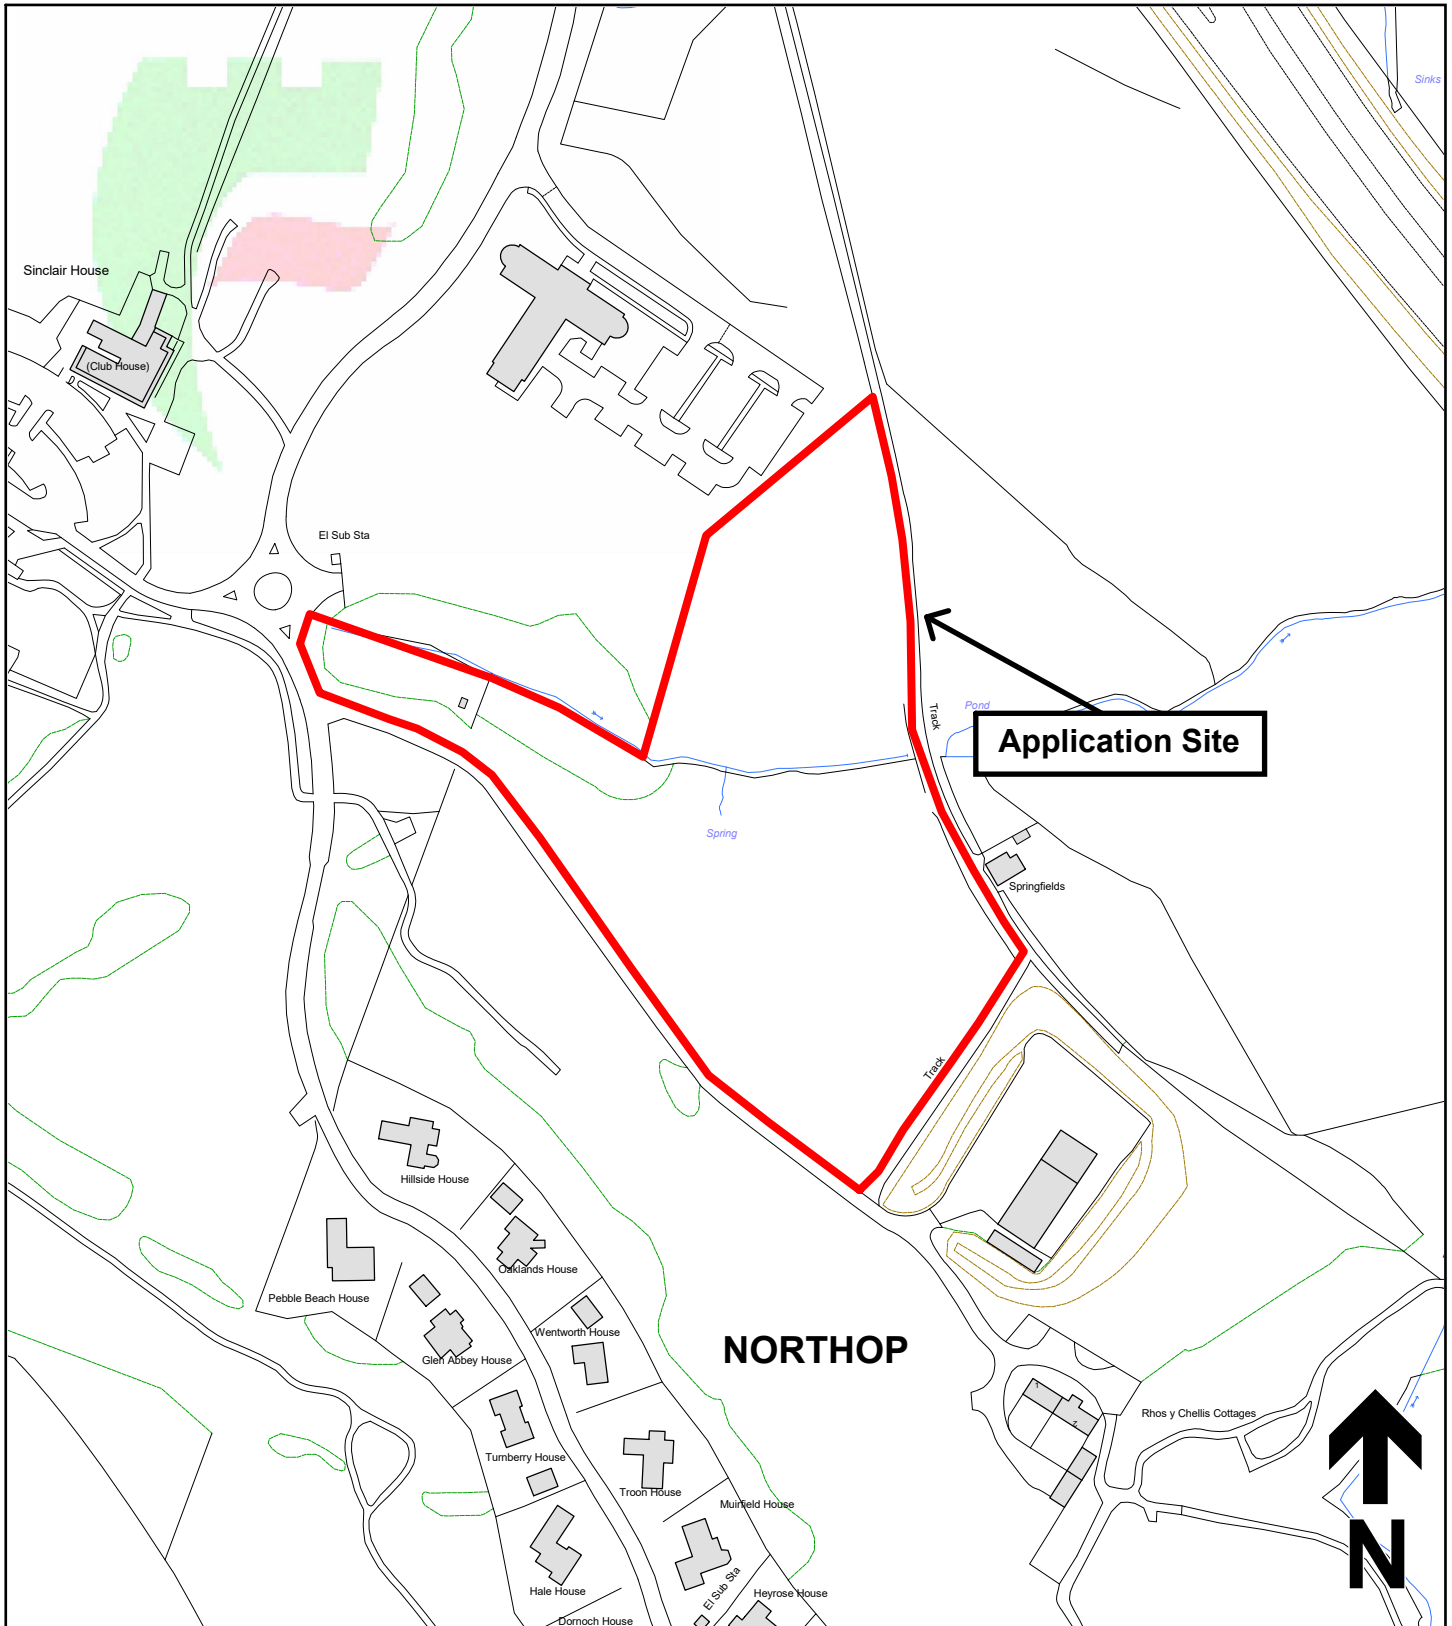 Sinks
Sinclair House
(Club House)
El Sub Sta
Track
Pond
Application Site
Spring
Springfields
Track
Hillside House
Oaklands House
Pebble Beach House
Wentworth House
NORTHOP
Glen Abbey House
Rhos y Chellis Cottages
Turnberry House
Troon House
Muirfield House
El Sub Sta
Hale House
Heyrose House
Dornoch House
N